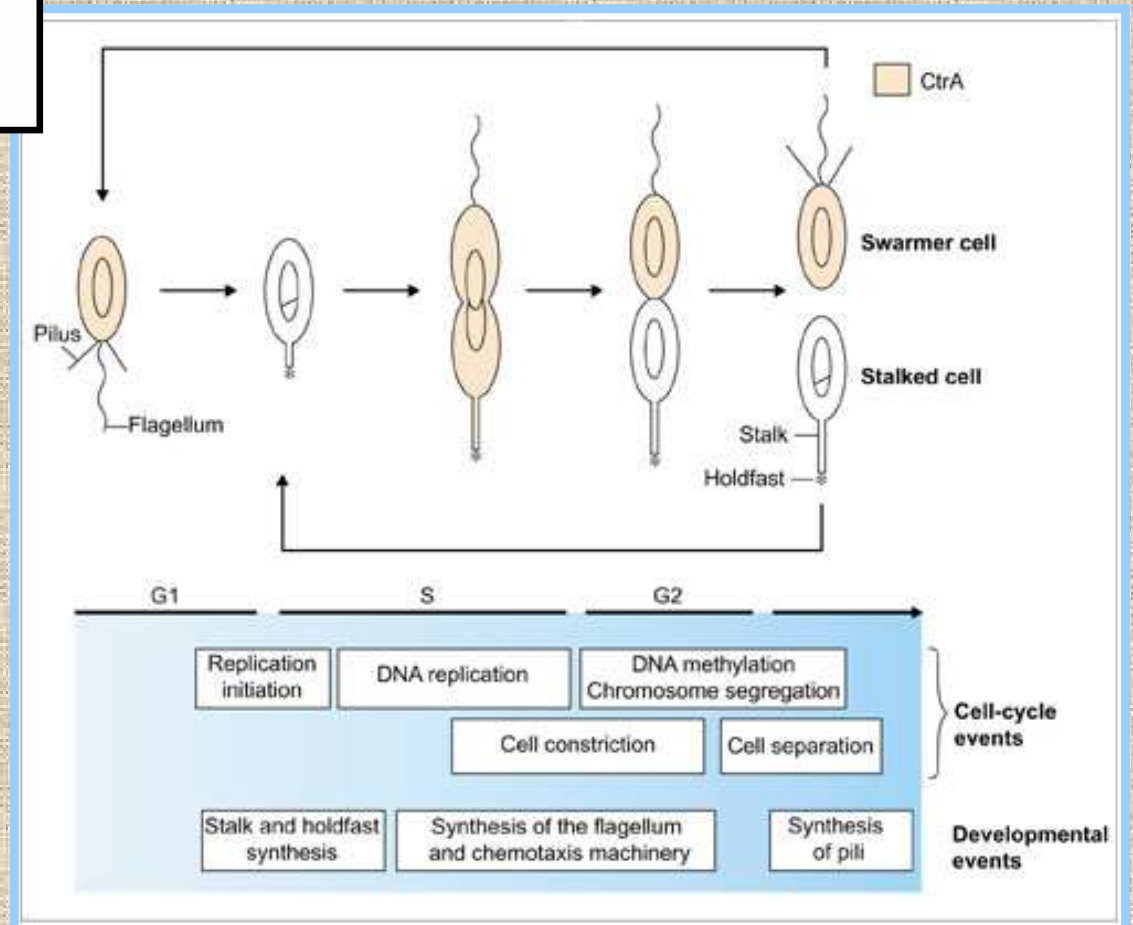 CtrA
Swarmer cell
Pilus
Stalked cell
Flagellum
Stalk
Holdfast
G1
S
G2
Replication
initiation
DNA replication
DNA methylation
Chromosome segregation
Cell constriction
Cell separation
Cell-cycle
events
Stalk and holdfast
synthesis
Synthesis of the flagellum
and chemotaxis machinery
Synthesis
of pili
Developmental
events